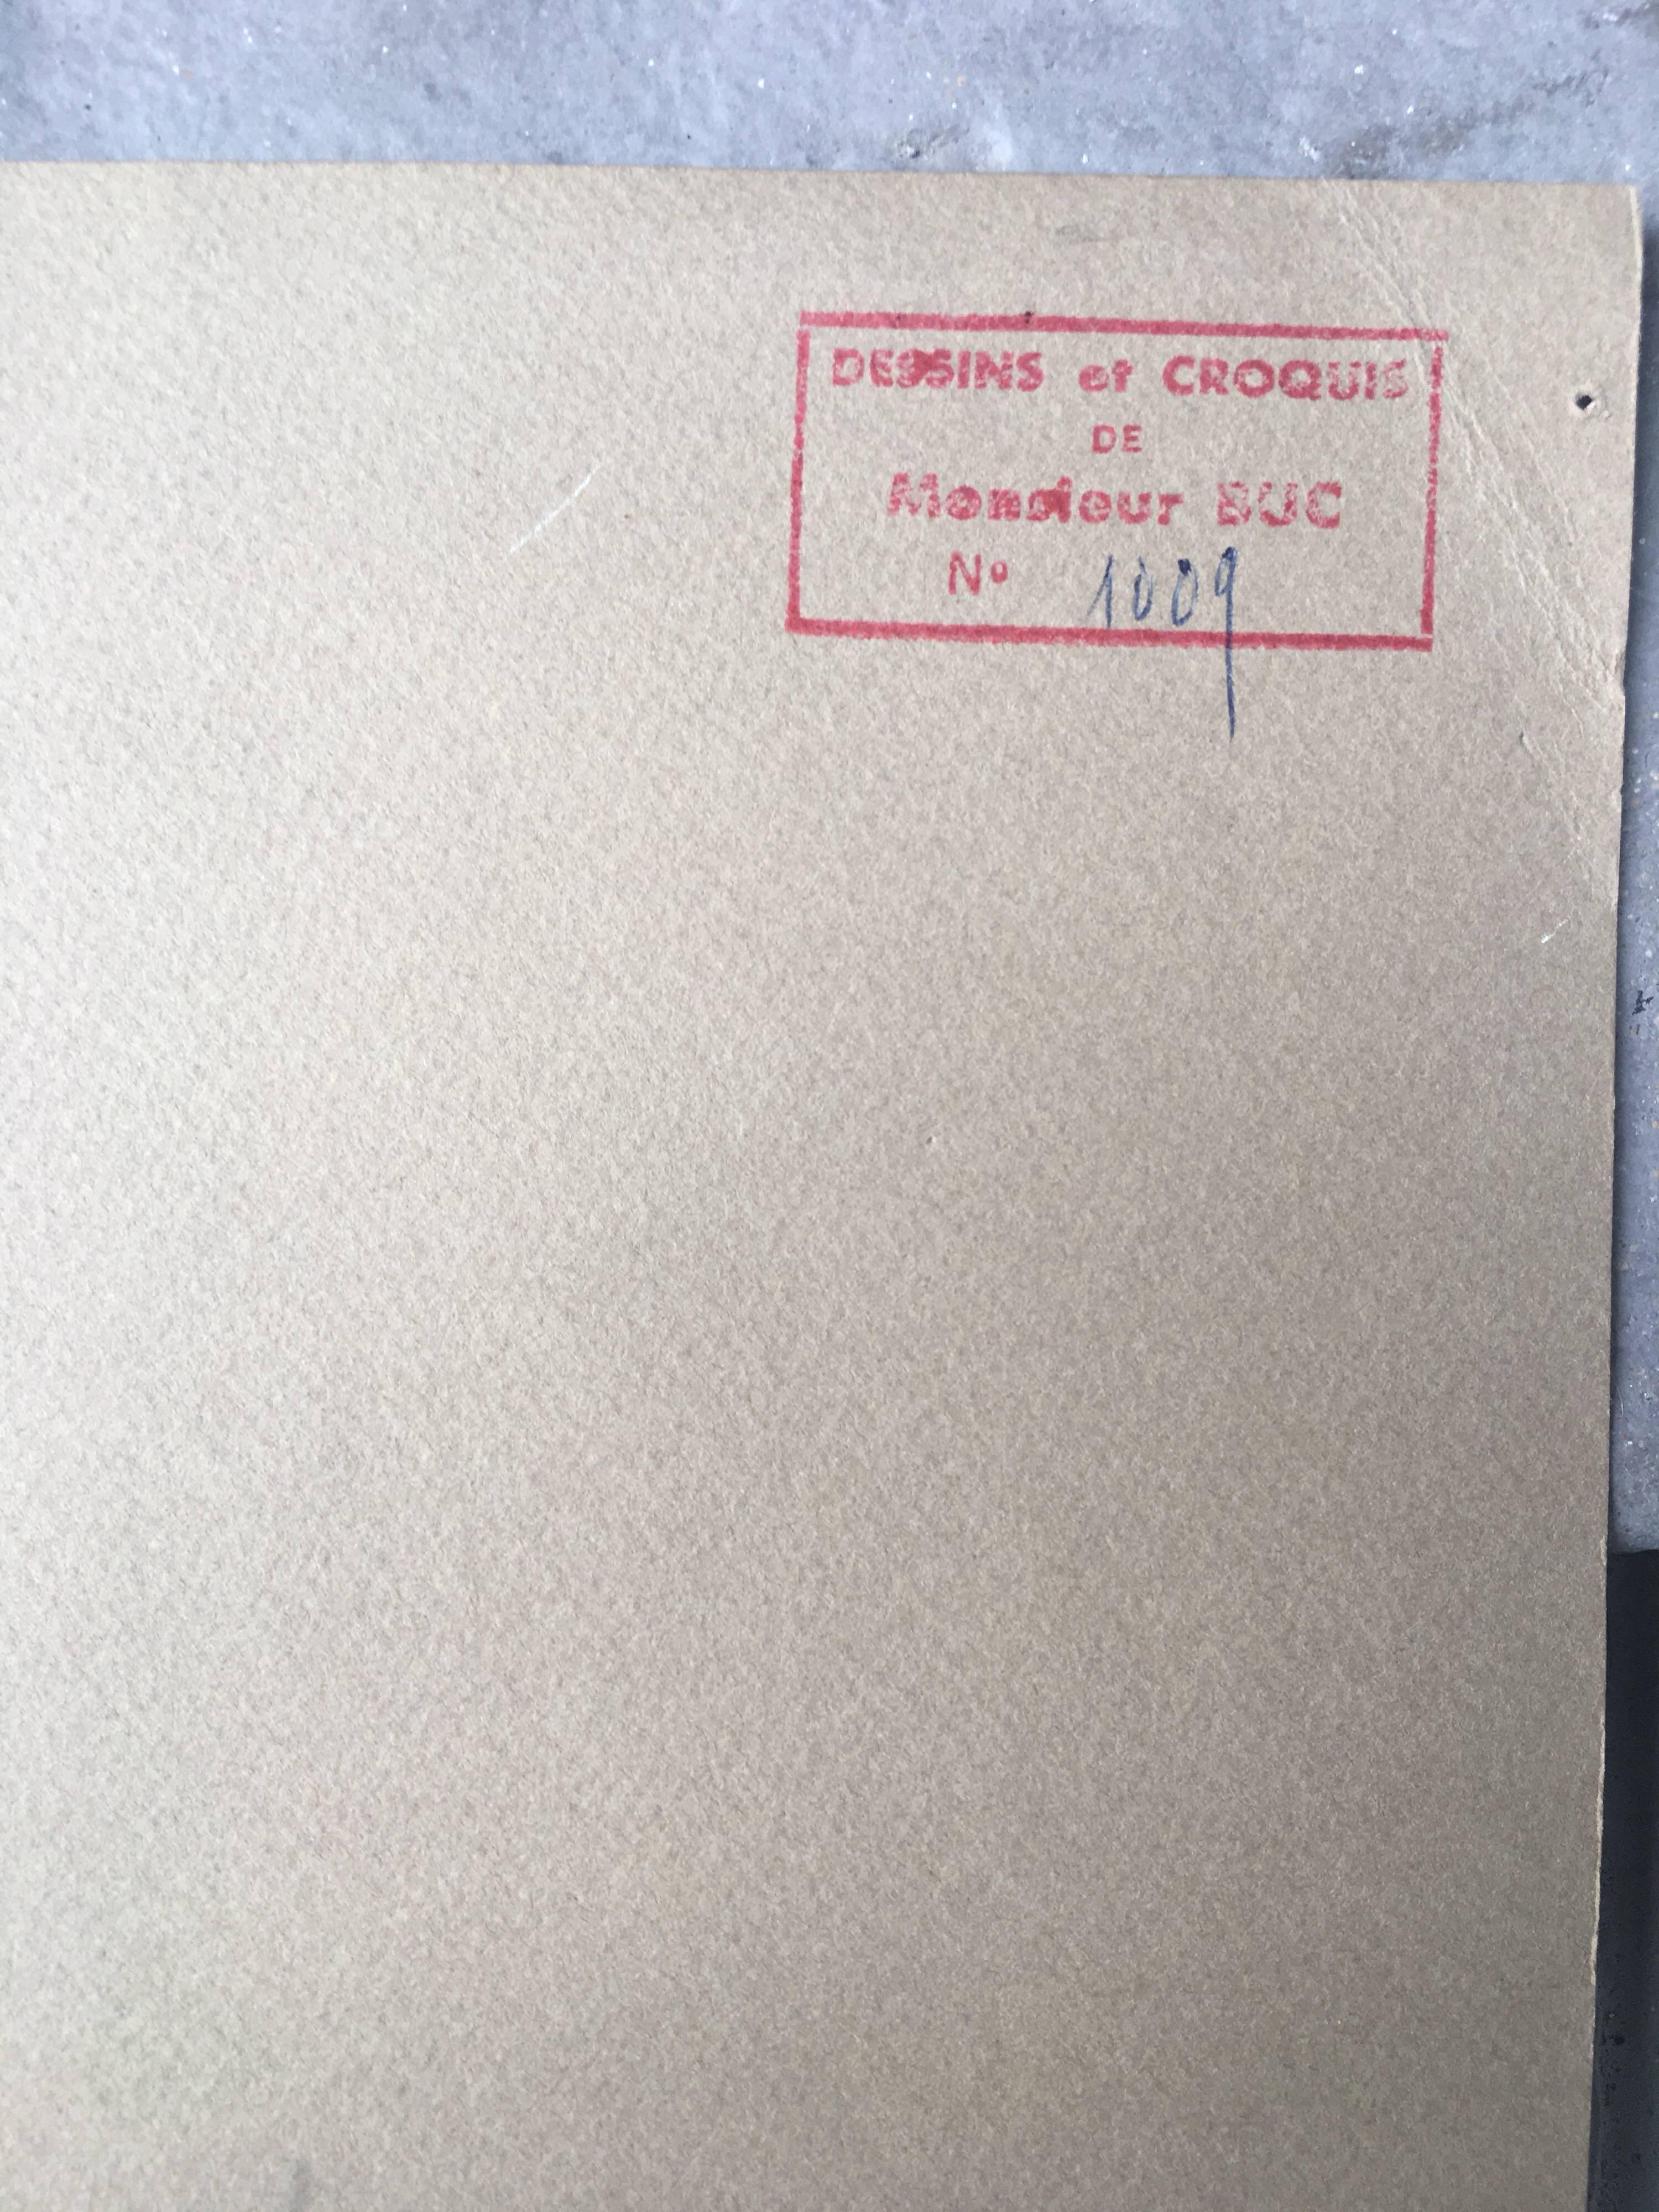 DESSINS et CROQUIS
DE
Monsieur BUC
No 1009